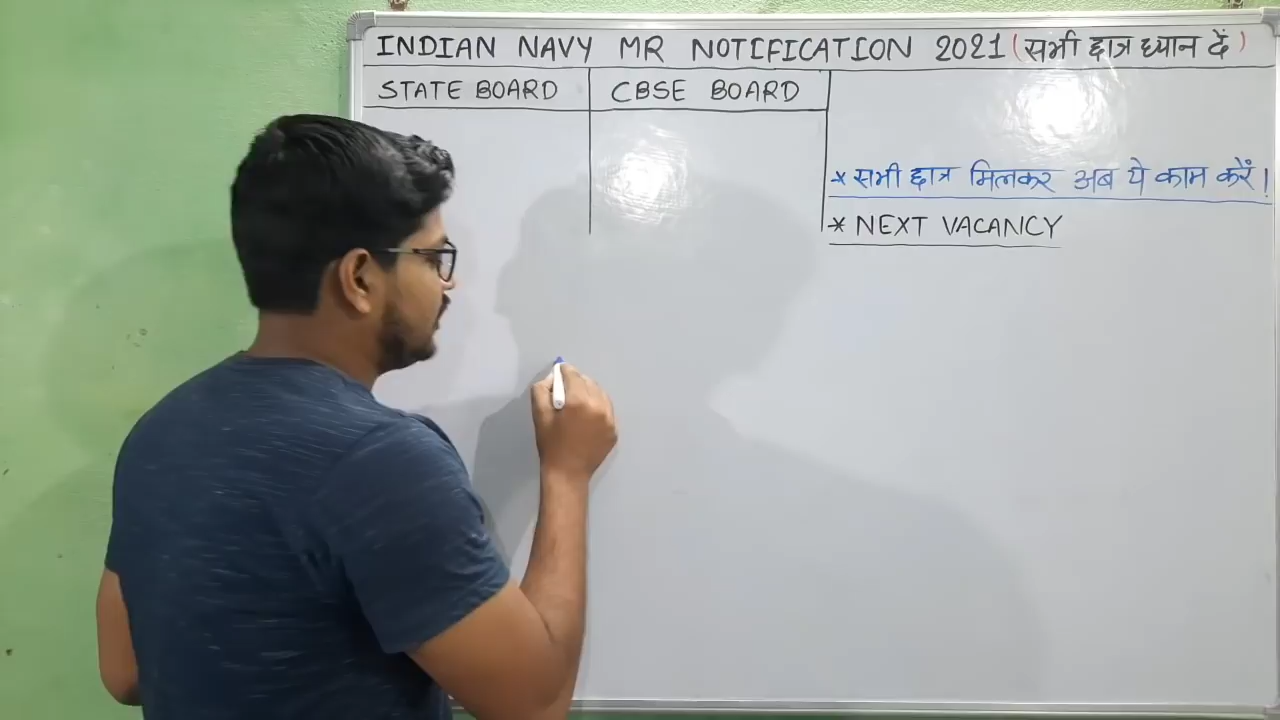 INDIAN NAVY MR NOTIFICATION 2021 (सभी छात्र ध्यान दें)
STATE BOARD
CBSE BOARD
* सभी छात्र मिलकर अब ये काम करें!
* NEXT VACANCY